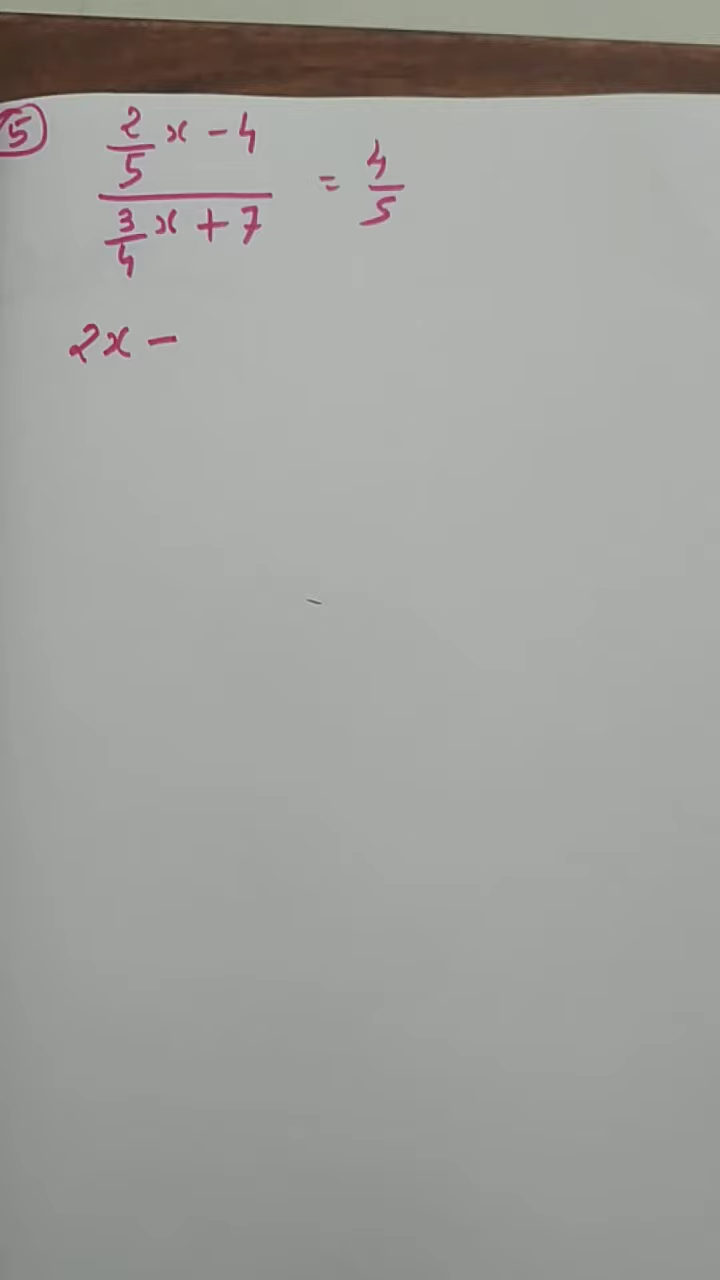 ⑤ (2/5 x - 4)/(3/4 x + 7) = 4/5
2x -